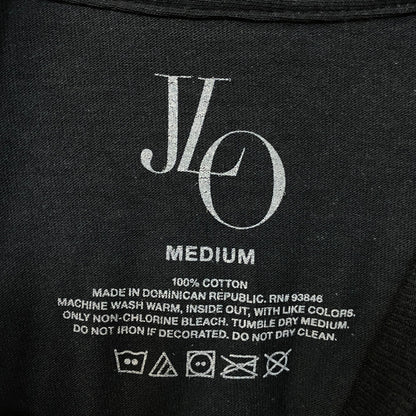 JLO
MEDIUM
100% COTTON
MADE IN DOMINICAN REPUBLIC. RN# 93846
MACHINE WASH WARM, INSIDE OUT, WITH LIKE COLORS.
ONLY NON-CHLORINE BLEACH. TUMBLE DRY MEDIUM.
DO NOT IRON IF DECORATED. DO NOT DRY CLEAN.